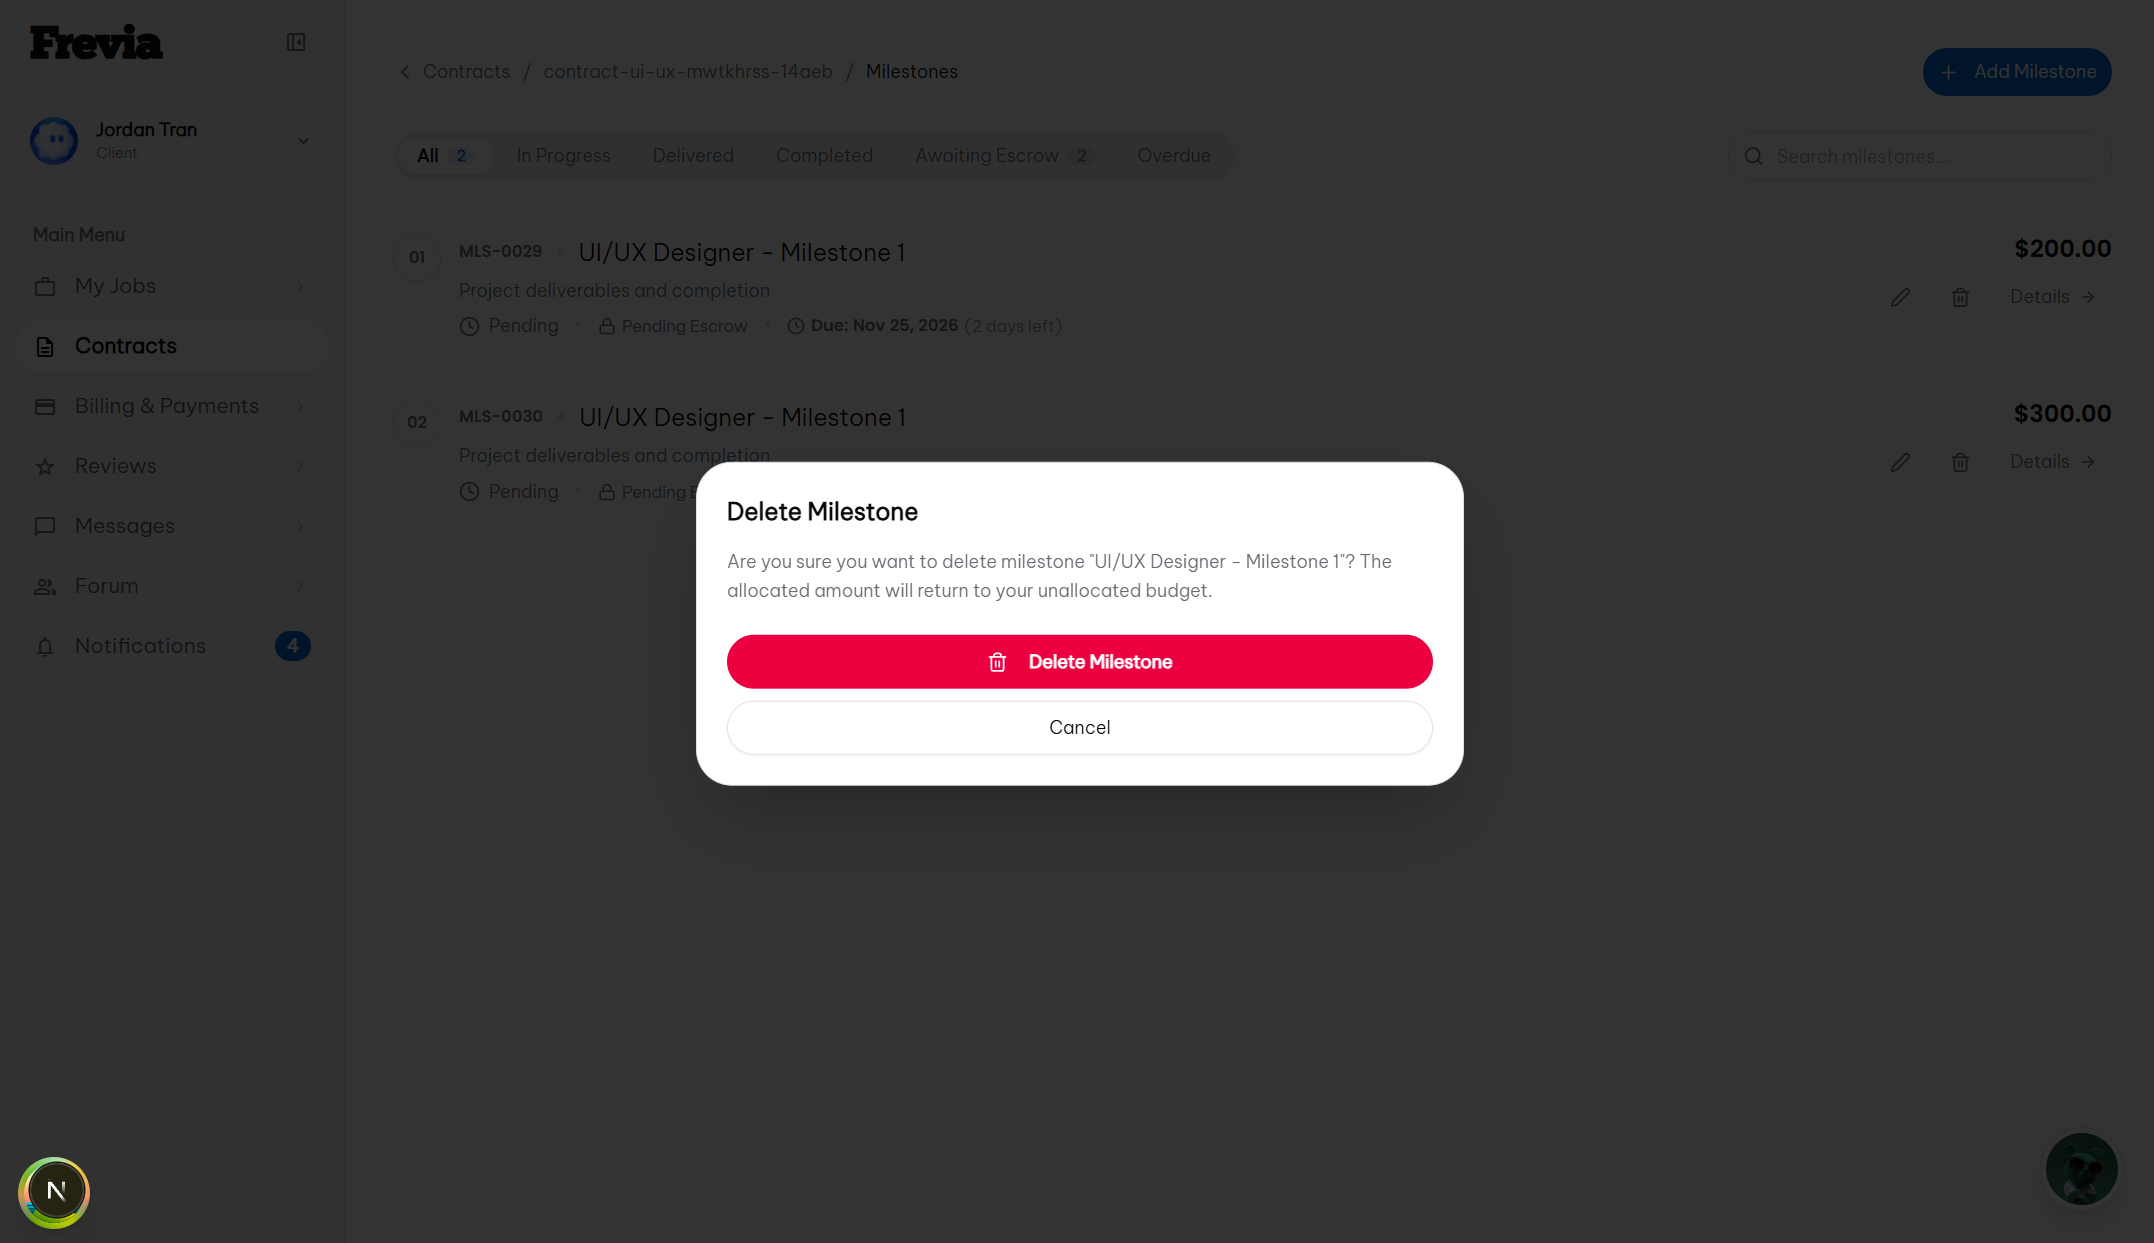 Frevia
Jordan Tran
Client
Main Menu
My Jobs
Contracts
Billing & Payments
Reviews
Messages
Forum
Notifications 4
Contracts / contract-ui-ux-mwtkhrss-14aeb / Milestones
Add Milestone
All 2 In Progress Delivered Completed Awaiting Escrow 2 Overdue
Search milestones...
01 MLS-0029 UI/UX Designer - Milestone 1 $200.00
Project deliverables and completion
Pending Pending Escrow Due: Nov 25, 2026 (2 days left)
Details
02 MLS-0030 UI/UX Designer - Milestone 1 $300.00
Project deliverables and completion
Pending Pending
Details
Delete Milestone
Are you sure you want to delete milestone "UI/UX Designer - Milestone 1"? The
allocated amount will return to your unallocated budget.
Delete Milestone
Cancel
N